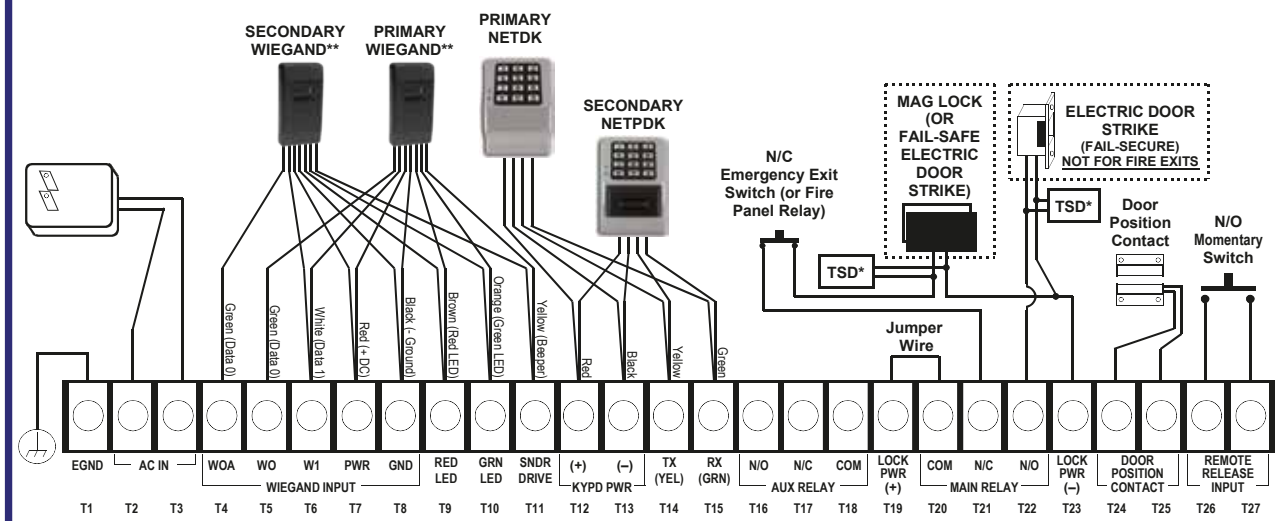 SECONDARY
WIEGAND**
PRIMARY
WIEGAND**
PRIMARY
NETDK
SECONDARY
NETPDK
N/C
Emergency Exit
Switch (or Fire
Panel Relay)
MAG LOCK
(OR
FAIL-SAFE
ELECTRIC
DOOR
STRIKE)
TSD*
ELECTRIC DOOR
STRIKE
(FAIL-SECURE)
NOT FOR FIRE EXITS
TSD*
Door
Position
Contact
N/O
Momentary
Switch
Jumper
Wire
Green (Data 0)
Green (Data 0)
White (Data 1)
Red (+ DC)
Black (- Ground)
Brown (Red LED)
Orange (Green LED)
Yellow (Beeper)
Red
Black
Yellow
Green
EGND
AC IN
WOA
WO
W1
PWR
GND
WIEGAND INPUT
RED
LED
GRN
LED
SNDR
DRIVE
(+)
(–)
KYPD PWR
TX
(YEL)
RX
(GRN)
N/O
N/C
COM
AUX RELAY
LOCK
PWR
(+)
COM
N/C
N/O
MAIN RELAY
LOCK
PWR
(–)
DOOR
POSITION
CONTACT
REMOTE
RELEASE
INPUT
T1 T2 T3 T4 T5 T6 T7 T8 T9 T10 T11 T12 T13 T14 T15 T16 T17 T18 T19 T20 T21 T22 T23 T24 T25 T26 T27